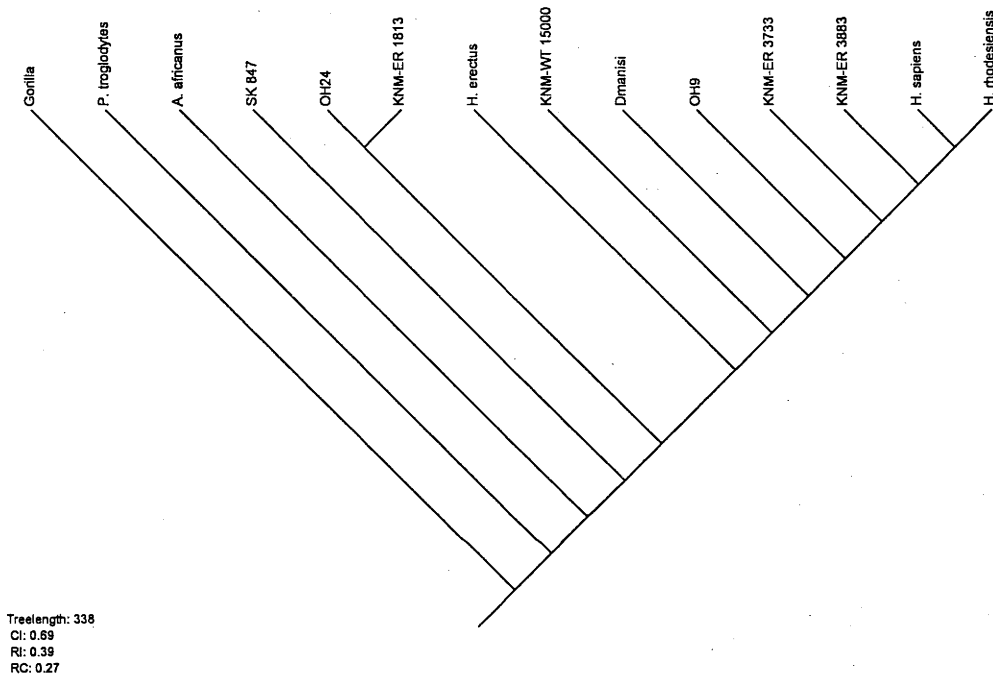 Gorilla
P. troglodytes
A. africanus
SK 847
OH24
KNM-ER 1813
H. erectus
KNM-WT 15000
Dmanisi
OH9
KNM-ER 3733
KNM-ER 3883
H. sapiens
H. rhodesiensis
Treelength: 338
CI: 0.69
RI: 0.39
RC: 0.27